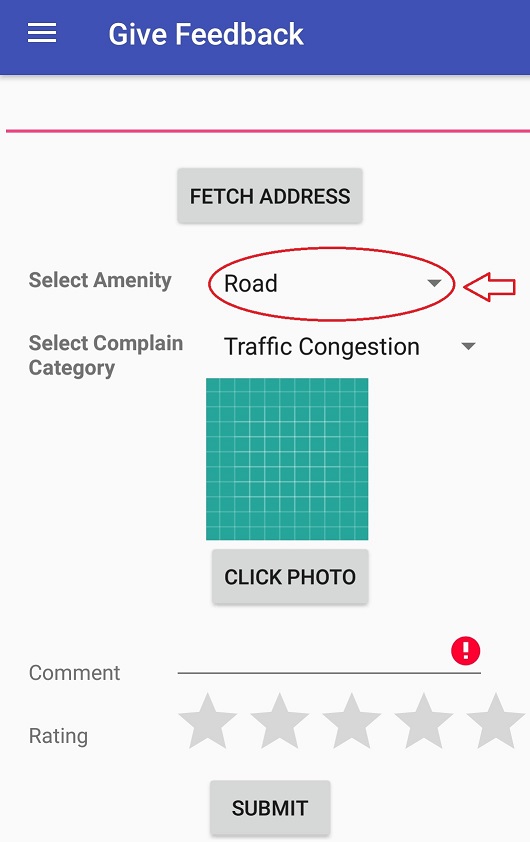 Give Feedback
FETCH ADDRESS
Select Amenity Road
Select Complain Traffic Congestion
Category
CLICK PHOTO
Comment
Rating
SUBMIT